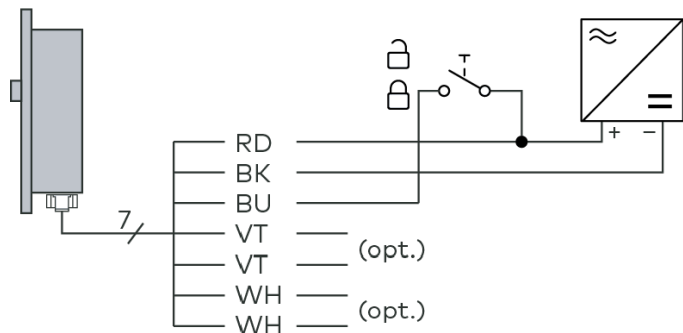 + −
RD
BK
BU
7
VT
(opt.)
VT
WH
(opt.)
WH